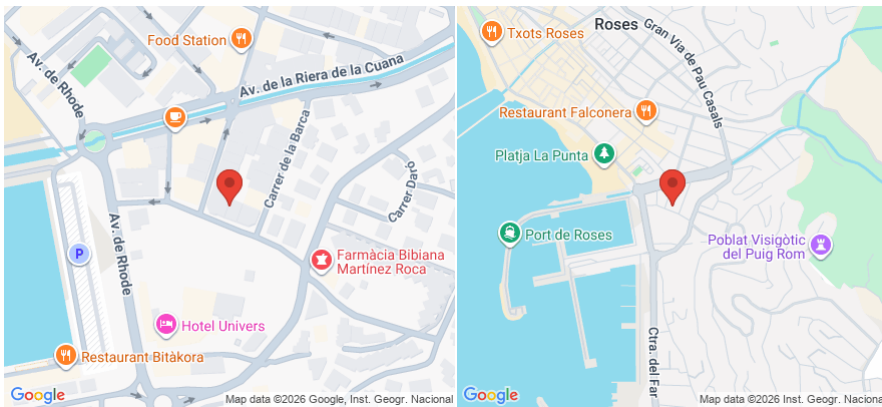 Food Station
Av. de Rhode
Av. de la Riera de la Cuana
Carrer de la Barca
Carrer Daró
Av. de Rhode
P
Farmàcia Bibiana
Martínez Roca
Hotel Univers
Restaurant Bitàkora
Google
Map data ©2026 Google, Inst. Geogr. Nacional
Roses
Gran Via de Pau Casals
Txots Roses
Restaurant Falconera
Platja La Punta
Port de Roses
Poblat Visigòtic
del Puig Rom
Ctra. del Far
Google
Map data ©2026 Inst. Geogr. Nacional